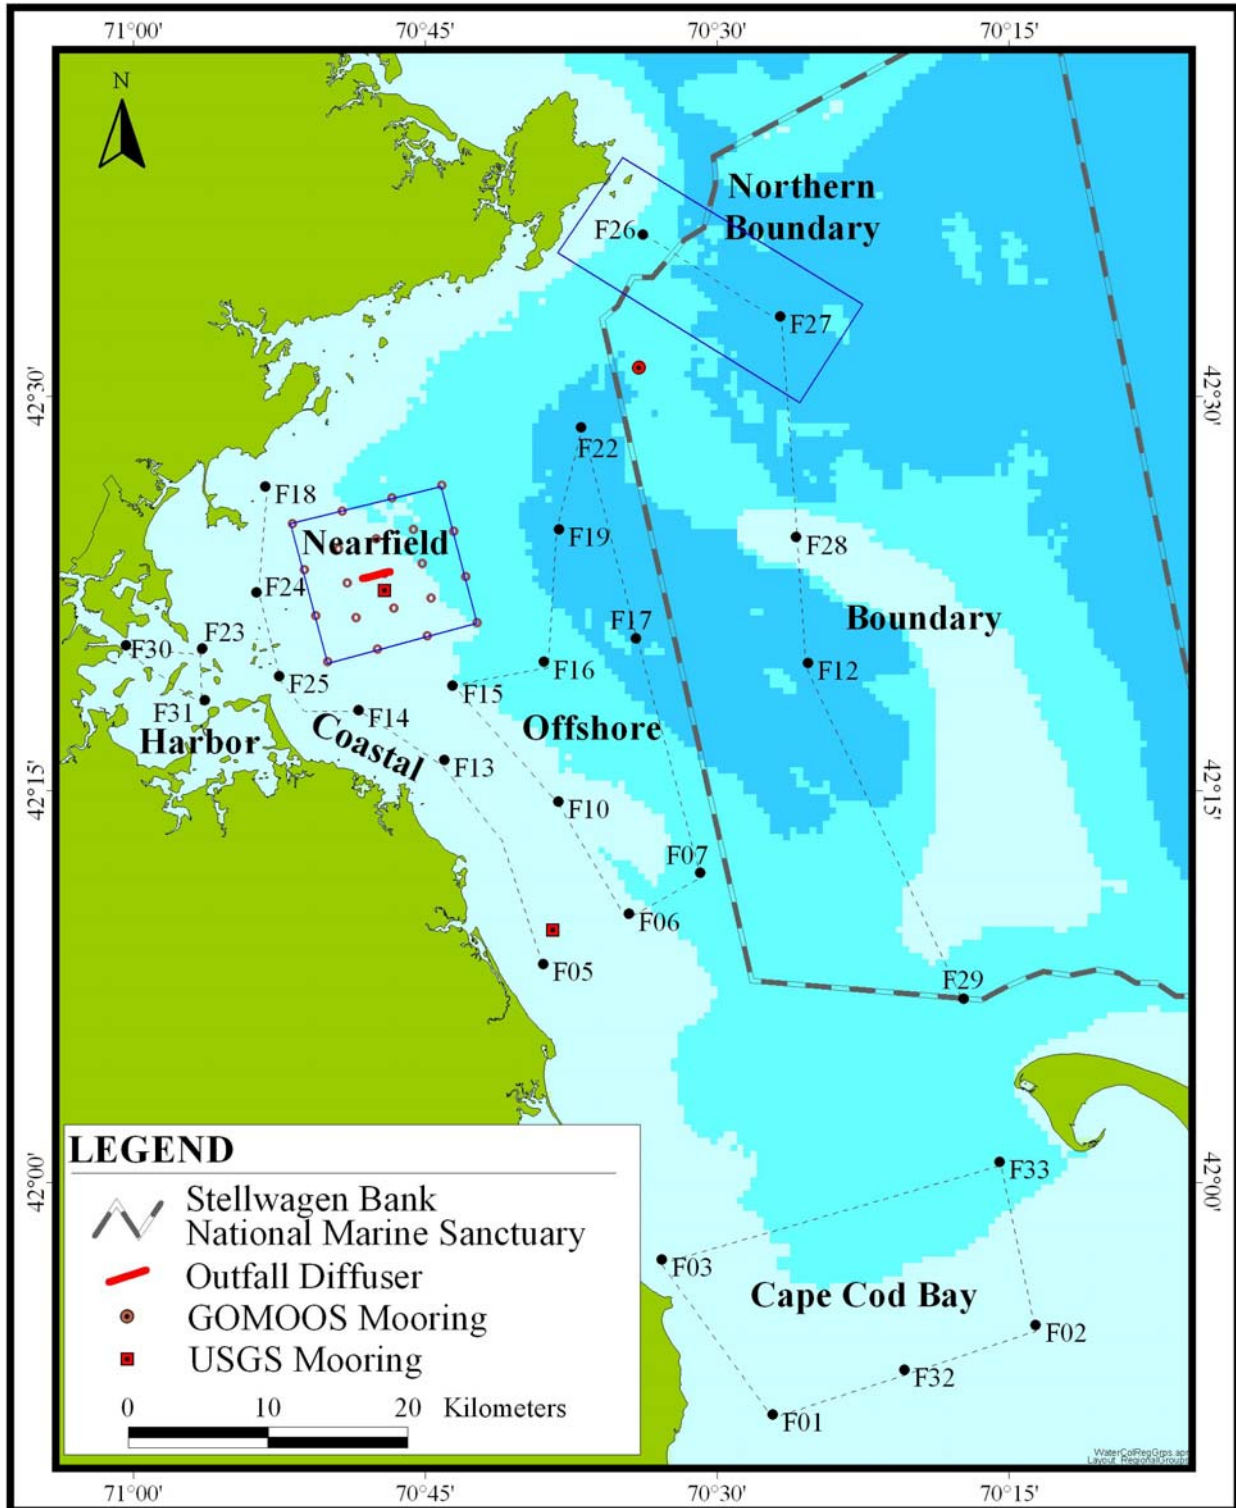 71°00'
70°45'
70°30'
70°15'
N
Northern
Boundary
F26
F27
42°30'
42°30'
F22
F18
F19
Nearfield
F28
F24
Boundary
F23
F17
F30
F16
F12
F25
F15
F31
F14
Offshore
Harbor
Coastal
F13
42°15'
42°15'
F10
F07
F06
F05
F29
LEGEND
Stellwagen Bank
National Marine Sanctuary
Outfall Diffuser
GOMOOS Mooring
USGS Mooring
0 10 20 Kilometers
42°00'
42°00'
F33
F03
Cape Cod Bay
F02
F32
F01
WaterColRegGrps.apr
71°00'
70°45'
70°30'
70°15'